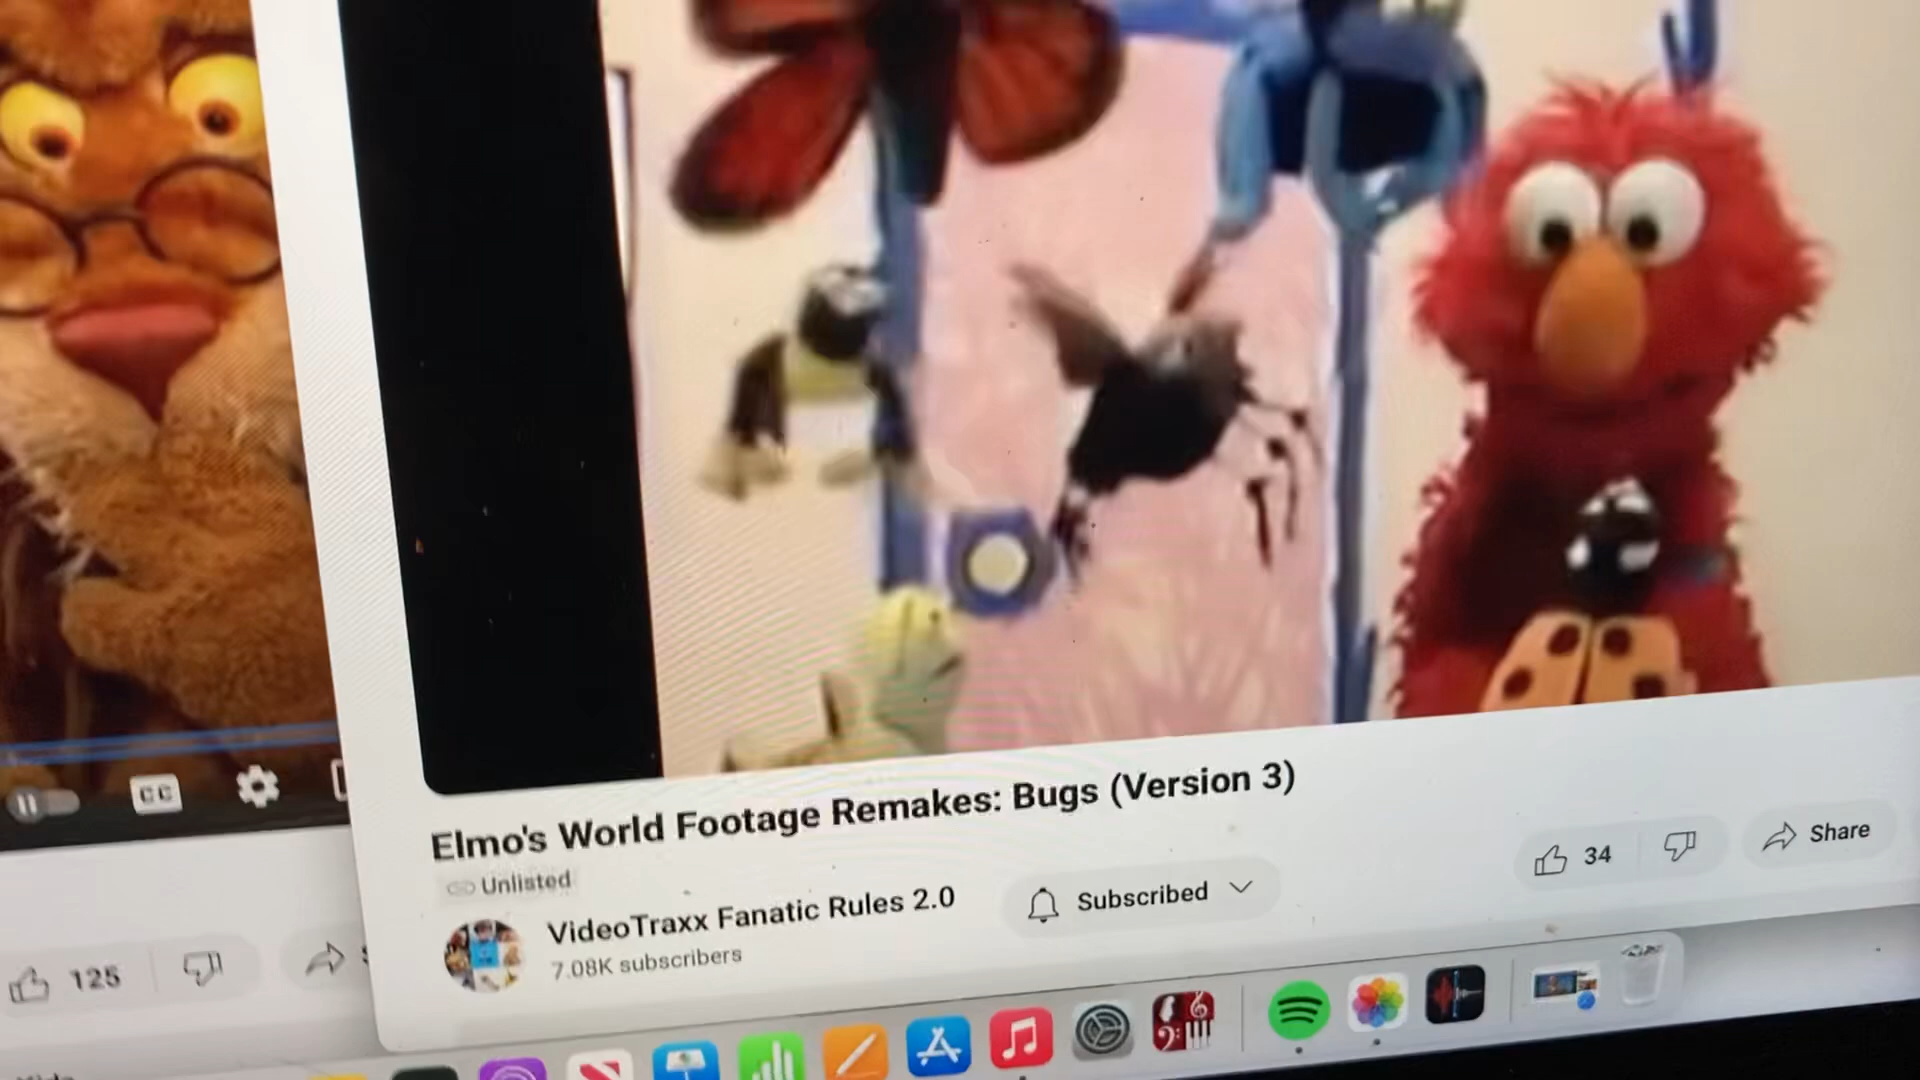 CC
Elmo's World Footage Remakes: Bugs (Version 3)
Unlisted
VideoTraxx Fanatic Rules 2.0
7.08K subscribers
Subscribed
34
Share
125